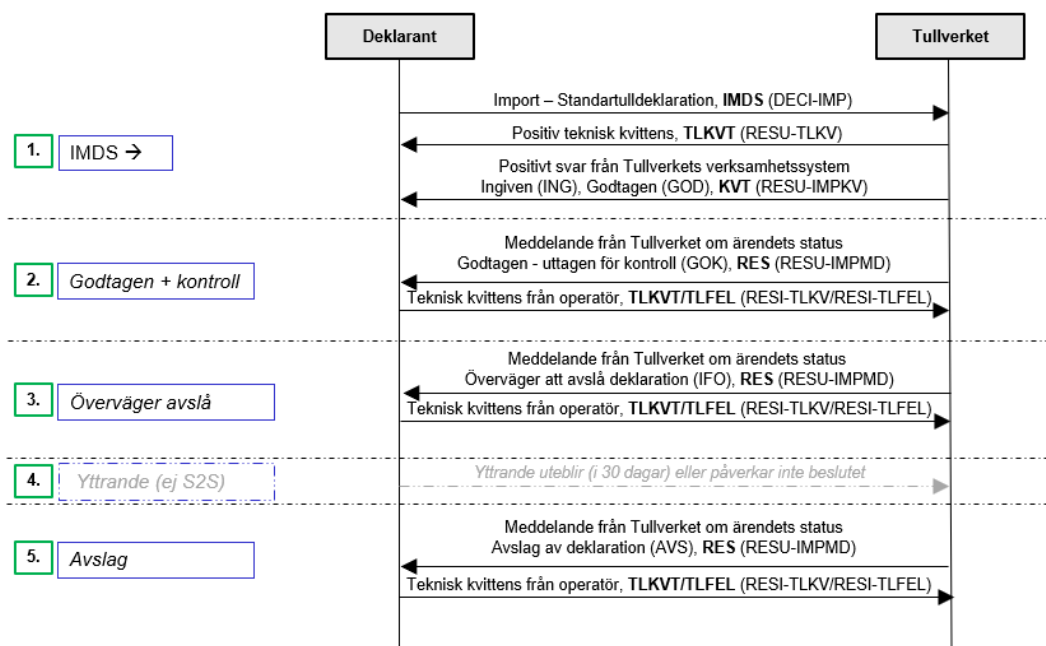 Deklarant
Tullverket
Import – Standartulldeklaration, IMDS (DECI-IMP)
Positiv teknisk kvittens, TLKVT (RESU-TLKV)
1.
IMDS →
Positivt svar från Tullverkets verksamhetssystem
Ingiven (ING), Godtagen (GOD), KVT (RESU-IMPKV)
Meddelande från Tullverket om ärendets status
2.
Godtagen + kontroll
Godtagen - uttagen för kontroll (GOK), RES (RESU-IMPMD)
Teknisk kvittens från operatör, TLKVT/TLFEL (RESI-TLKV/RESI-TLFEL)
Meddelande från Tullverket om ärendets status
3.
Överväger avslå
Överväger att avslå deklaration (IFO), RES (RESU-IMPMD)
Teknisk kvittens från operatör, TLKVT/TLFEL (RESI-TLKV/RESI-TLFEL)
4.
Yttrande (ej S2S)
Yttrande uteblir (i 30 dagar) eller påverkar inte beslutet
Meddelande från Tullverket om ärendets status
5.
Avslag
Avslag av deklaration (AVS), RES (RESU-IMPMD)
Teknisk kvittens från operatör, TLKVT/TLFEL (RESI-TLKV/RESI-TLFEL)